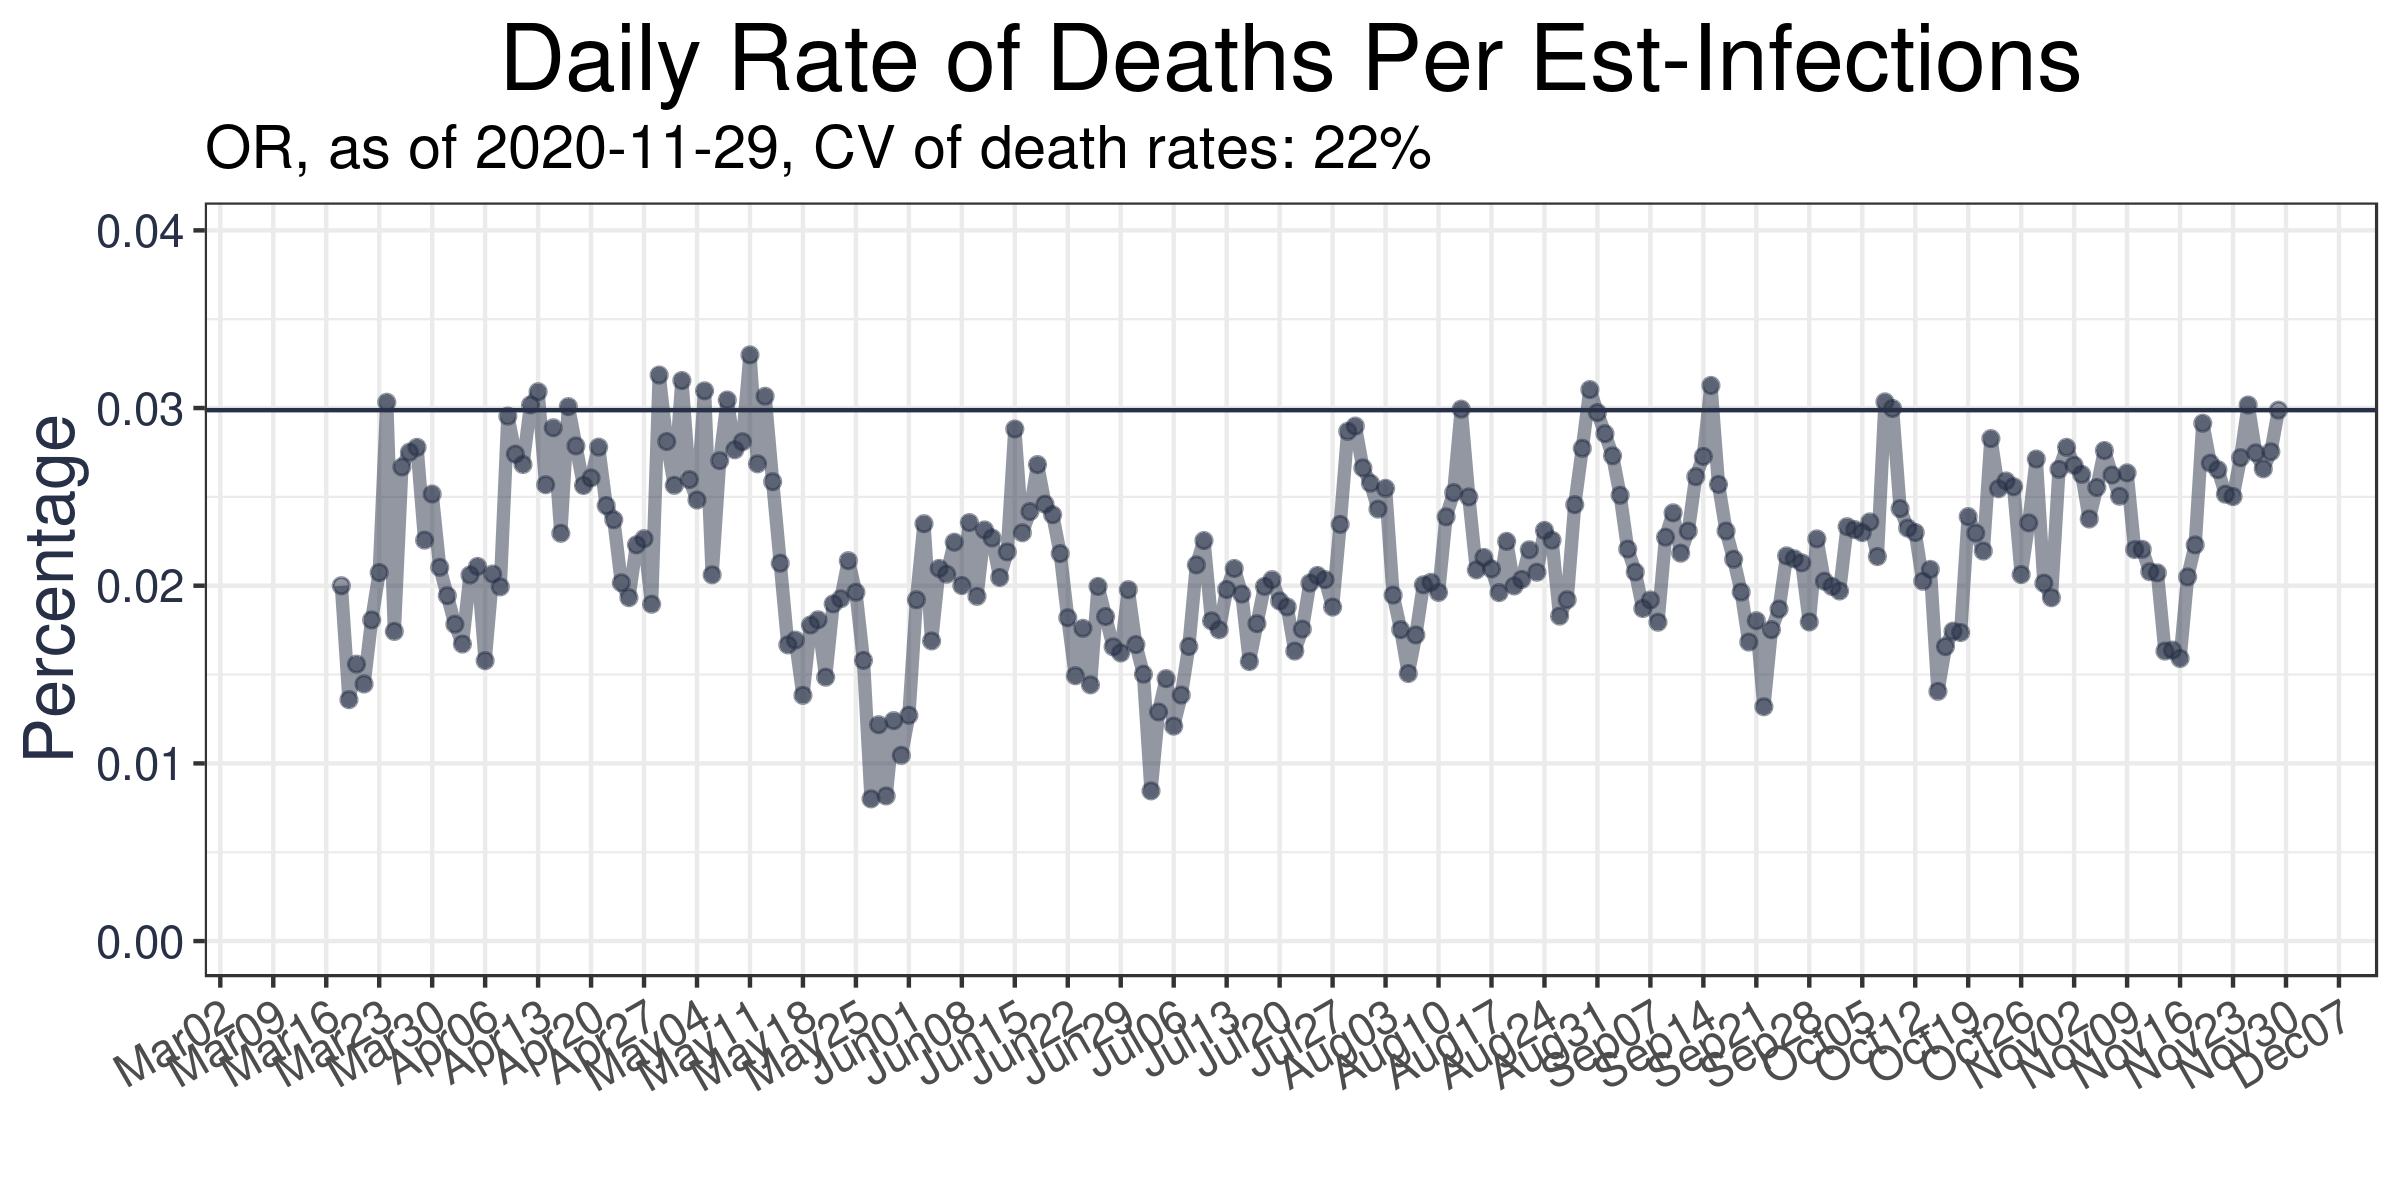 Daily Rate of Deaths Per Est-Infections
OR, as of 2020-11-29, CV of death rates: 22%
Percentage
0.04
0.03
0.02
0.01
0.00
Mar02
Mar09
Mar16
Mar23
Mar30
Apr06
Apr13
Apr20
Apr27
May04
May11
May18
May25
Jun01
Jun08
Jun15
Jun22
Jun29
Jul06
Jul13
Jul20
Jul27
Aug03
Aug10
Aug17
Aug24
Aug31
Sep07
Sep14
Sep21
Sep28
Oct05
Oct12
Oct19
Oct26
Nov02
Nov09
Nov16
Nov23
Nov30
Dec07